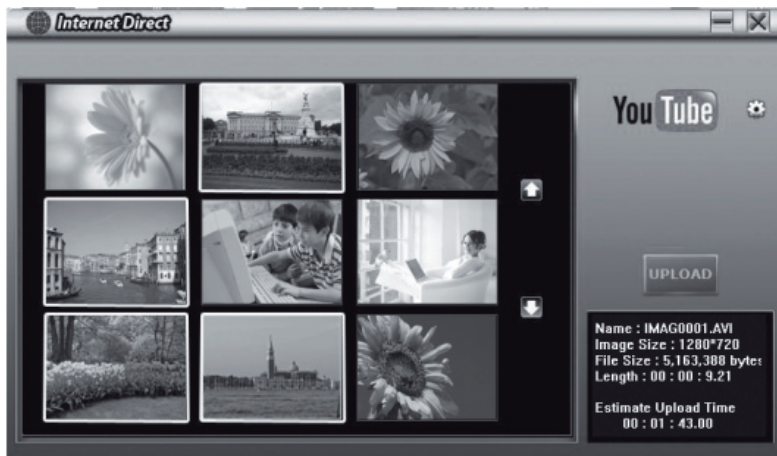 Internet Direct
You Tube
UPLOAD
Name : IMAG0001.AVI
Image Size : 1280*720
File Size : 5,163,388 bytes
Length : 00 : 00 : 9.21
Estimate Upload Time
00 : 01 : 43.00